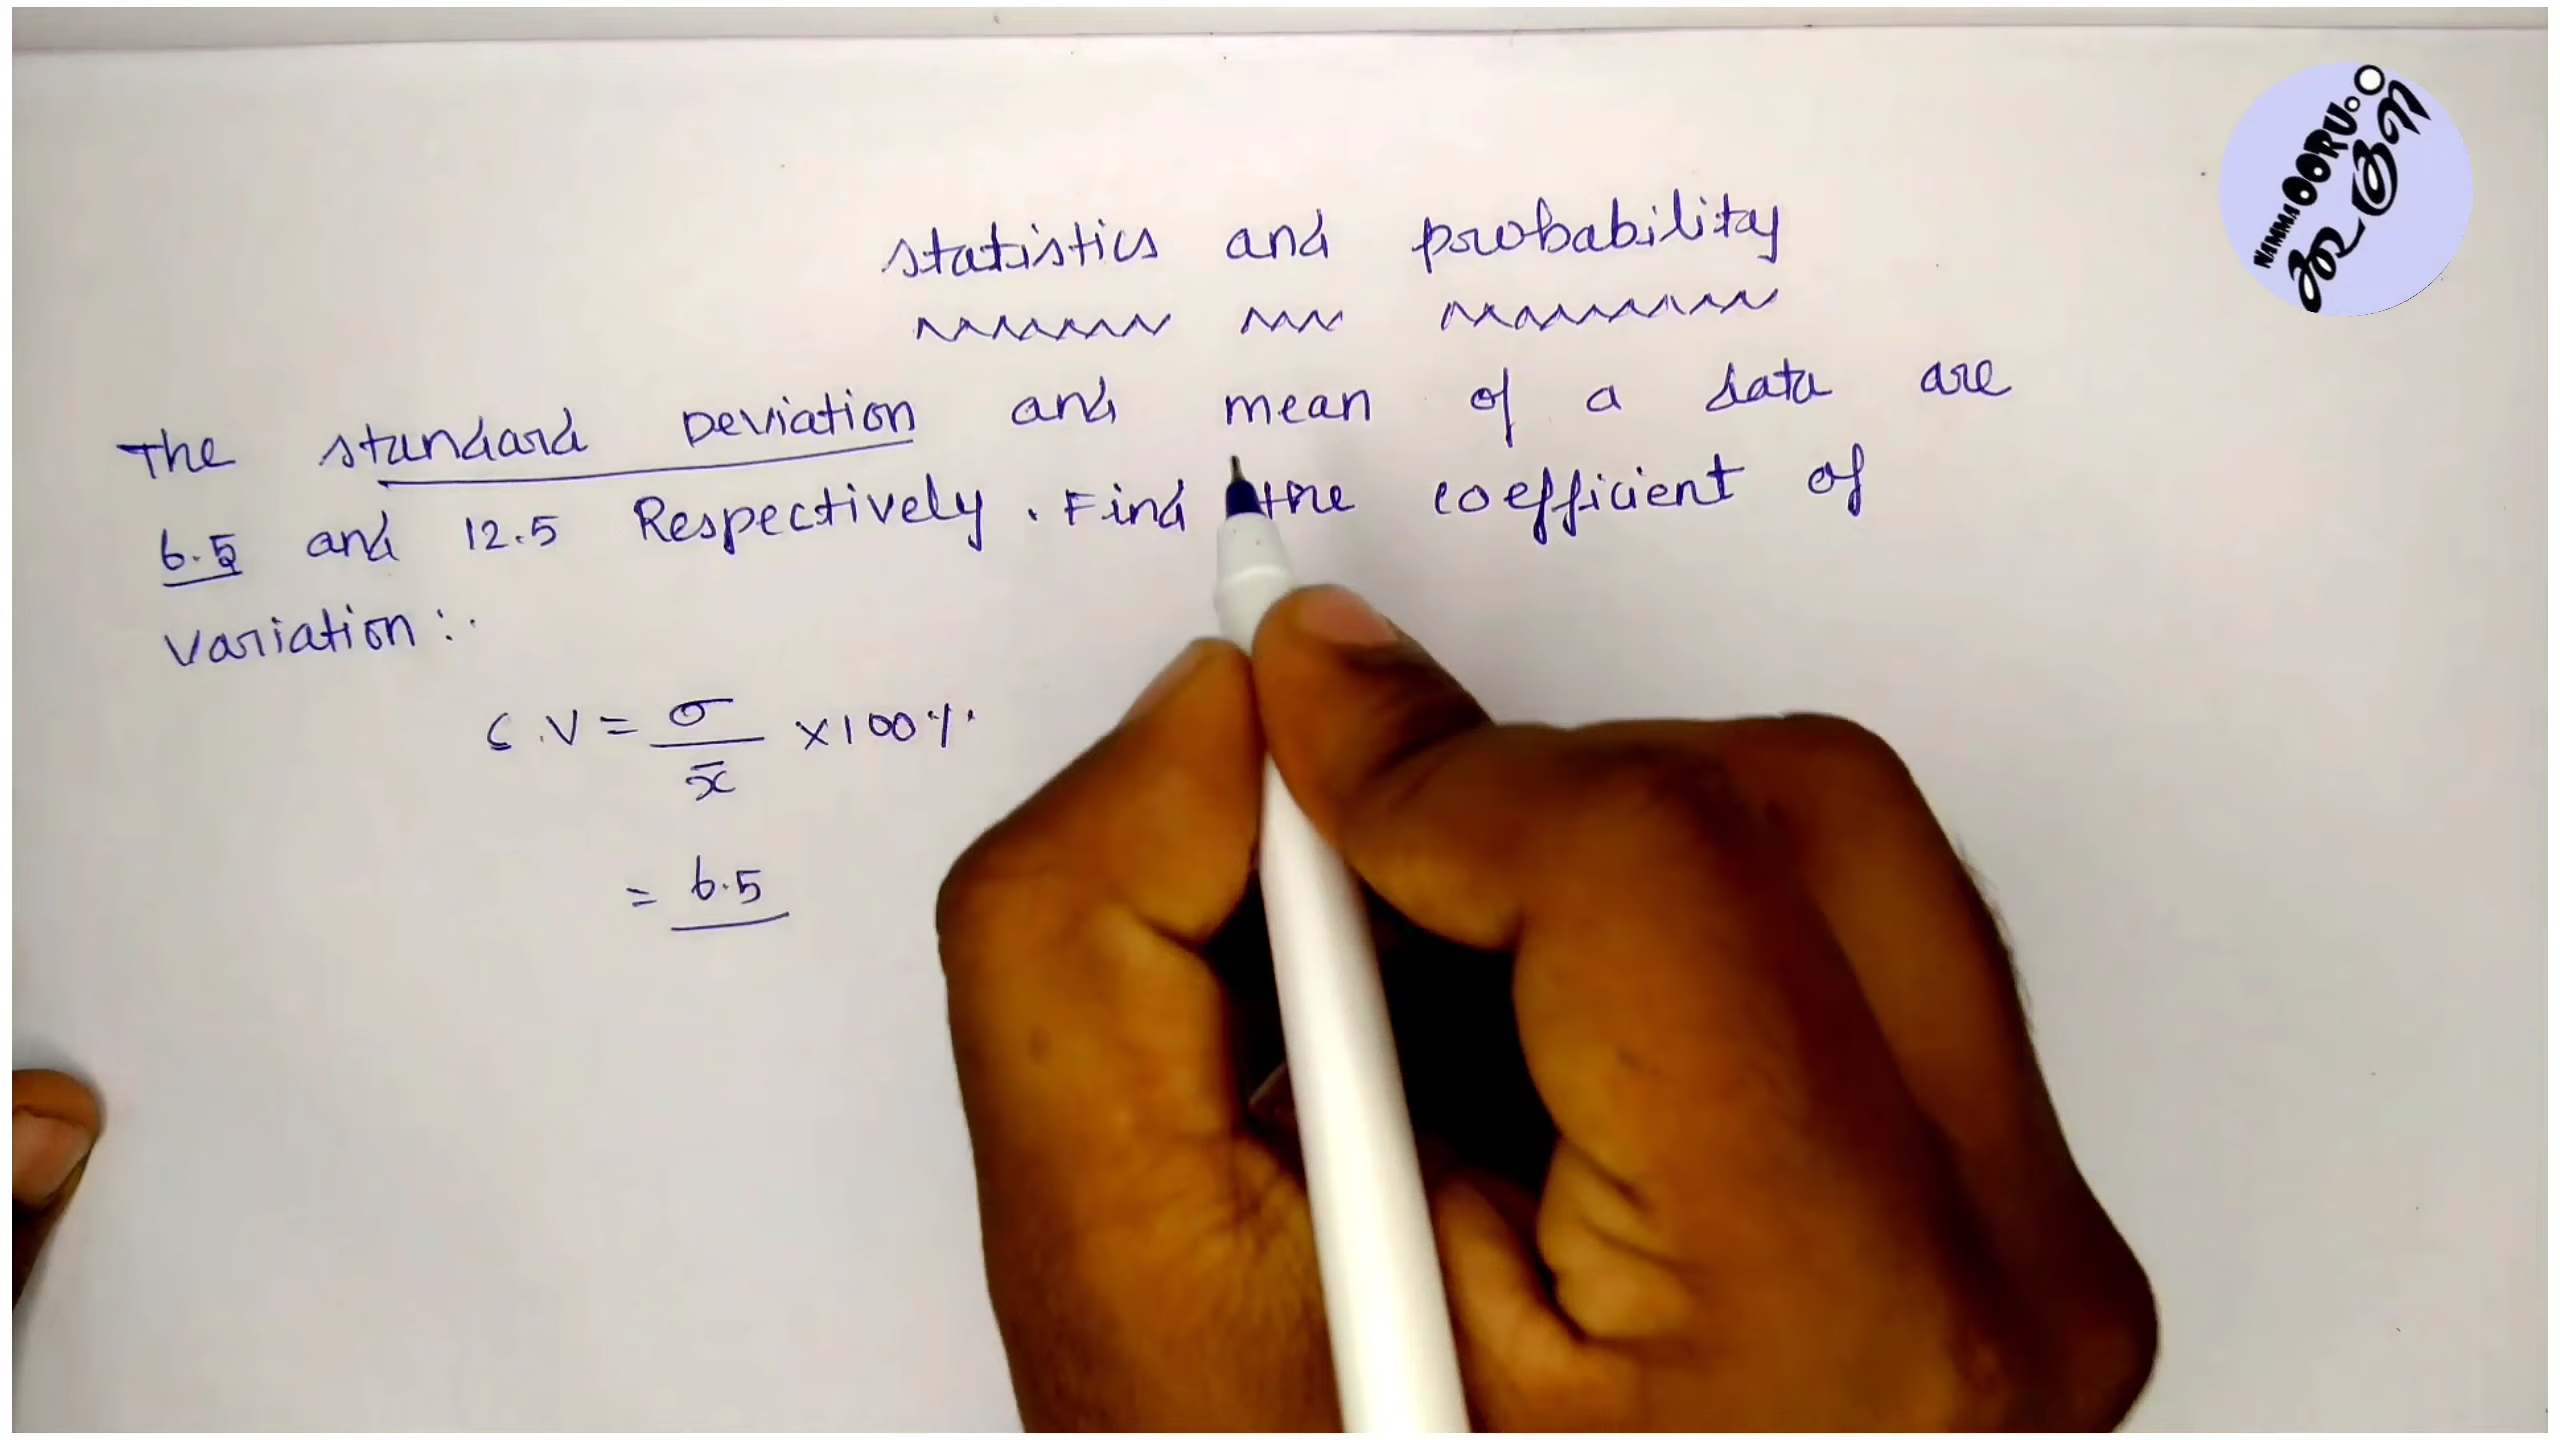 NAMMA OORU
statistics and probability
The standard Deviation and mean of a data are
6.5 and 12.5 Respectively. Find the coefficient of
variation:.
C.V = σ / x̄ ×100%
= 6.5